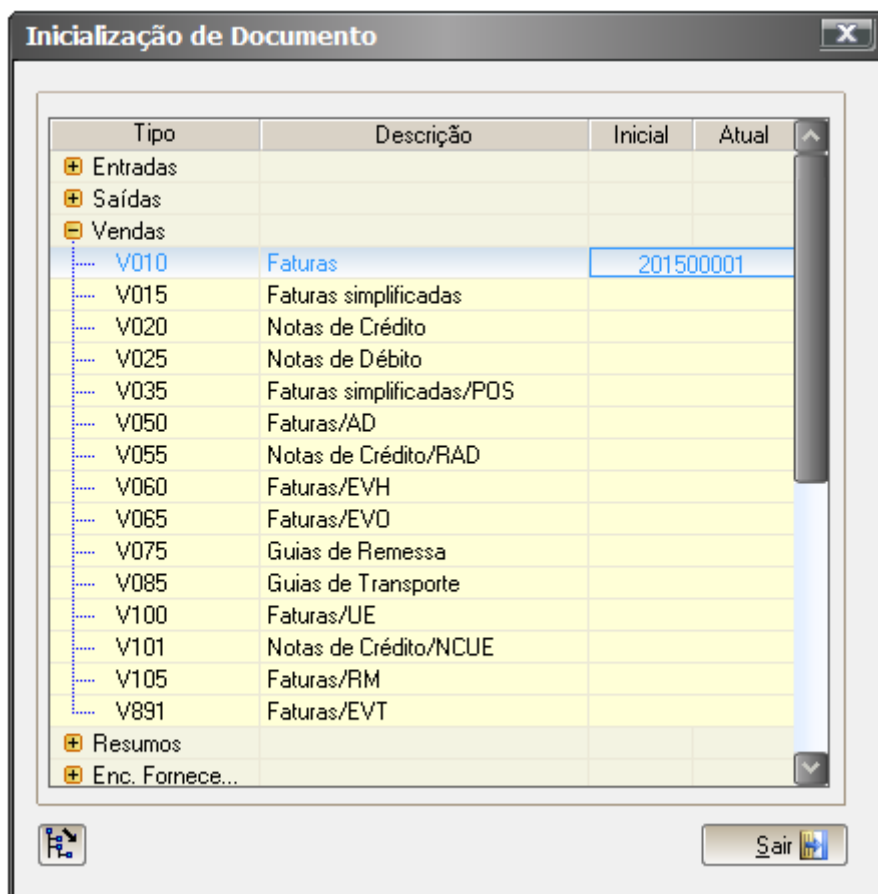 Inicialização de Documento
Tipo Descrição Inicial Atual
Entradas
Saídas
Vendas
V010 Faturas 201500001
V015 Faturas simplificadas
V020 Notas de Crédito
V025 Notas de Débito
V035 Faturas simplificadas/POS
V050 Faturas/AD
V055 Notas de Crédito/RAD
V060 Faturas/EVH
V065 Faturas/EVO
V075 Guias de Remessa
V085 Guias de Transporte
V100 Faturas/UE
V101 Notas de Crédito/NCUE
V105 Faturas/RM
V891 Faturas/EVT
Resumos
Enc. Fornece...
Sair